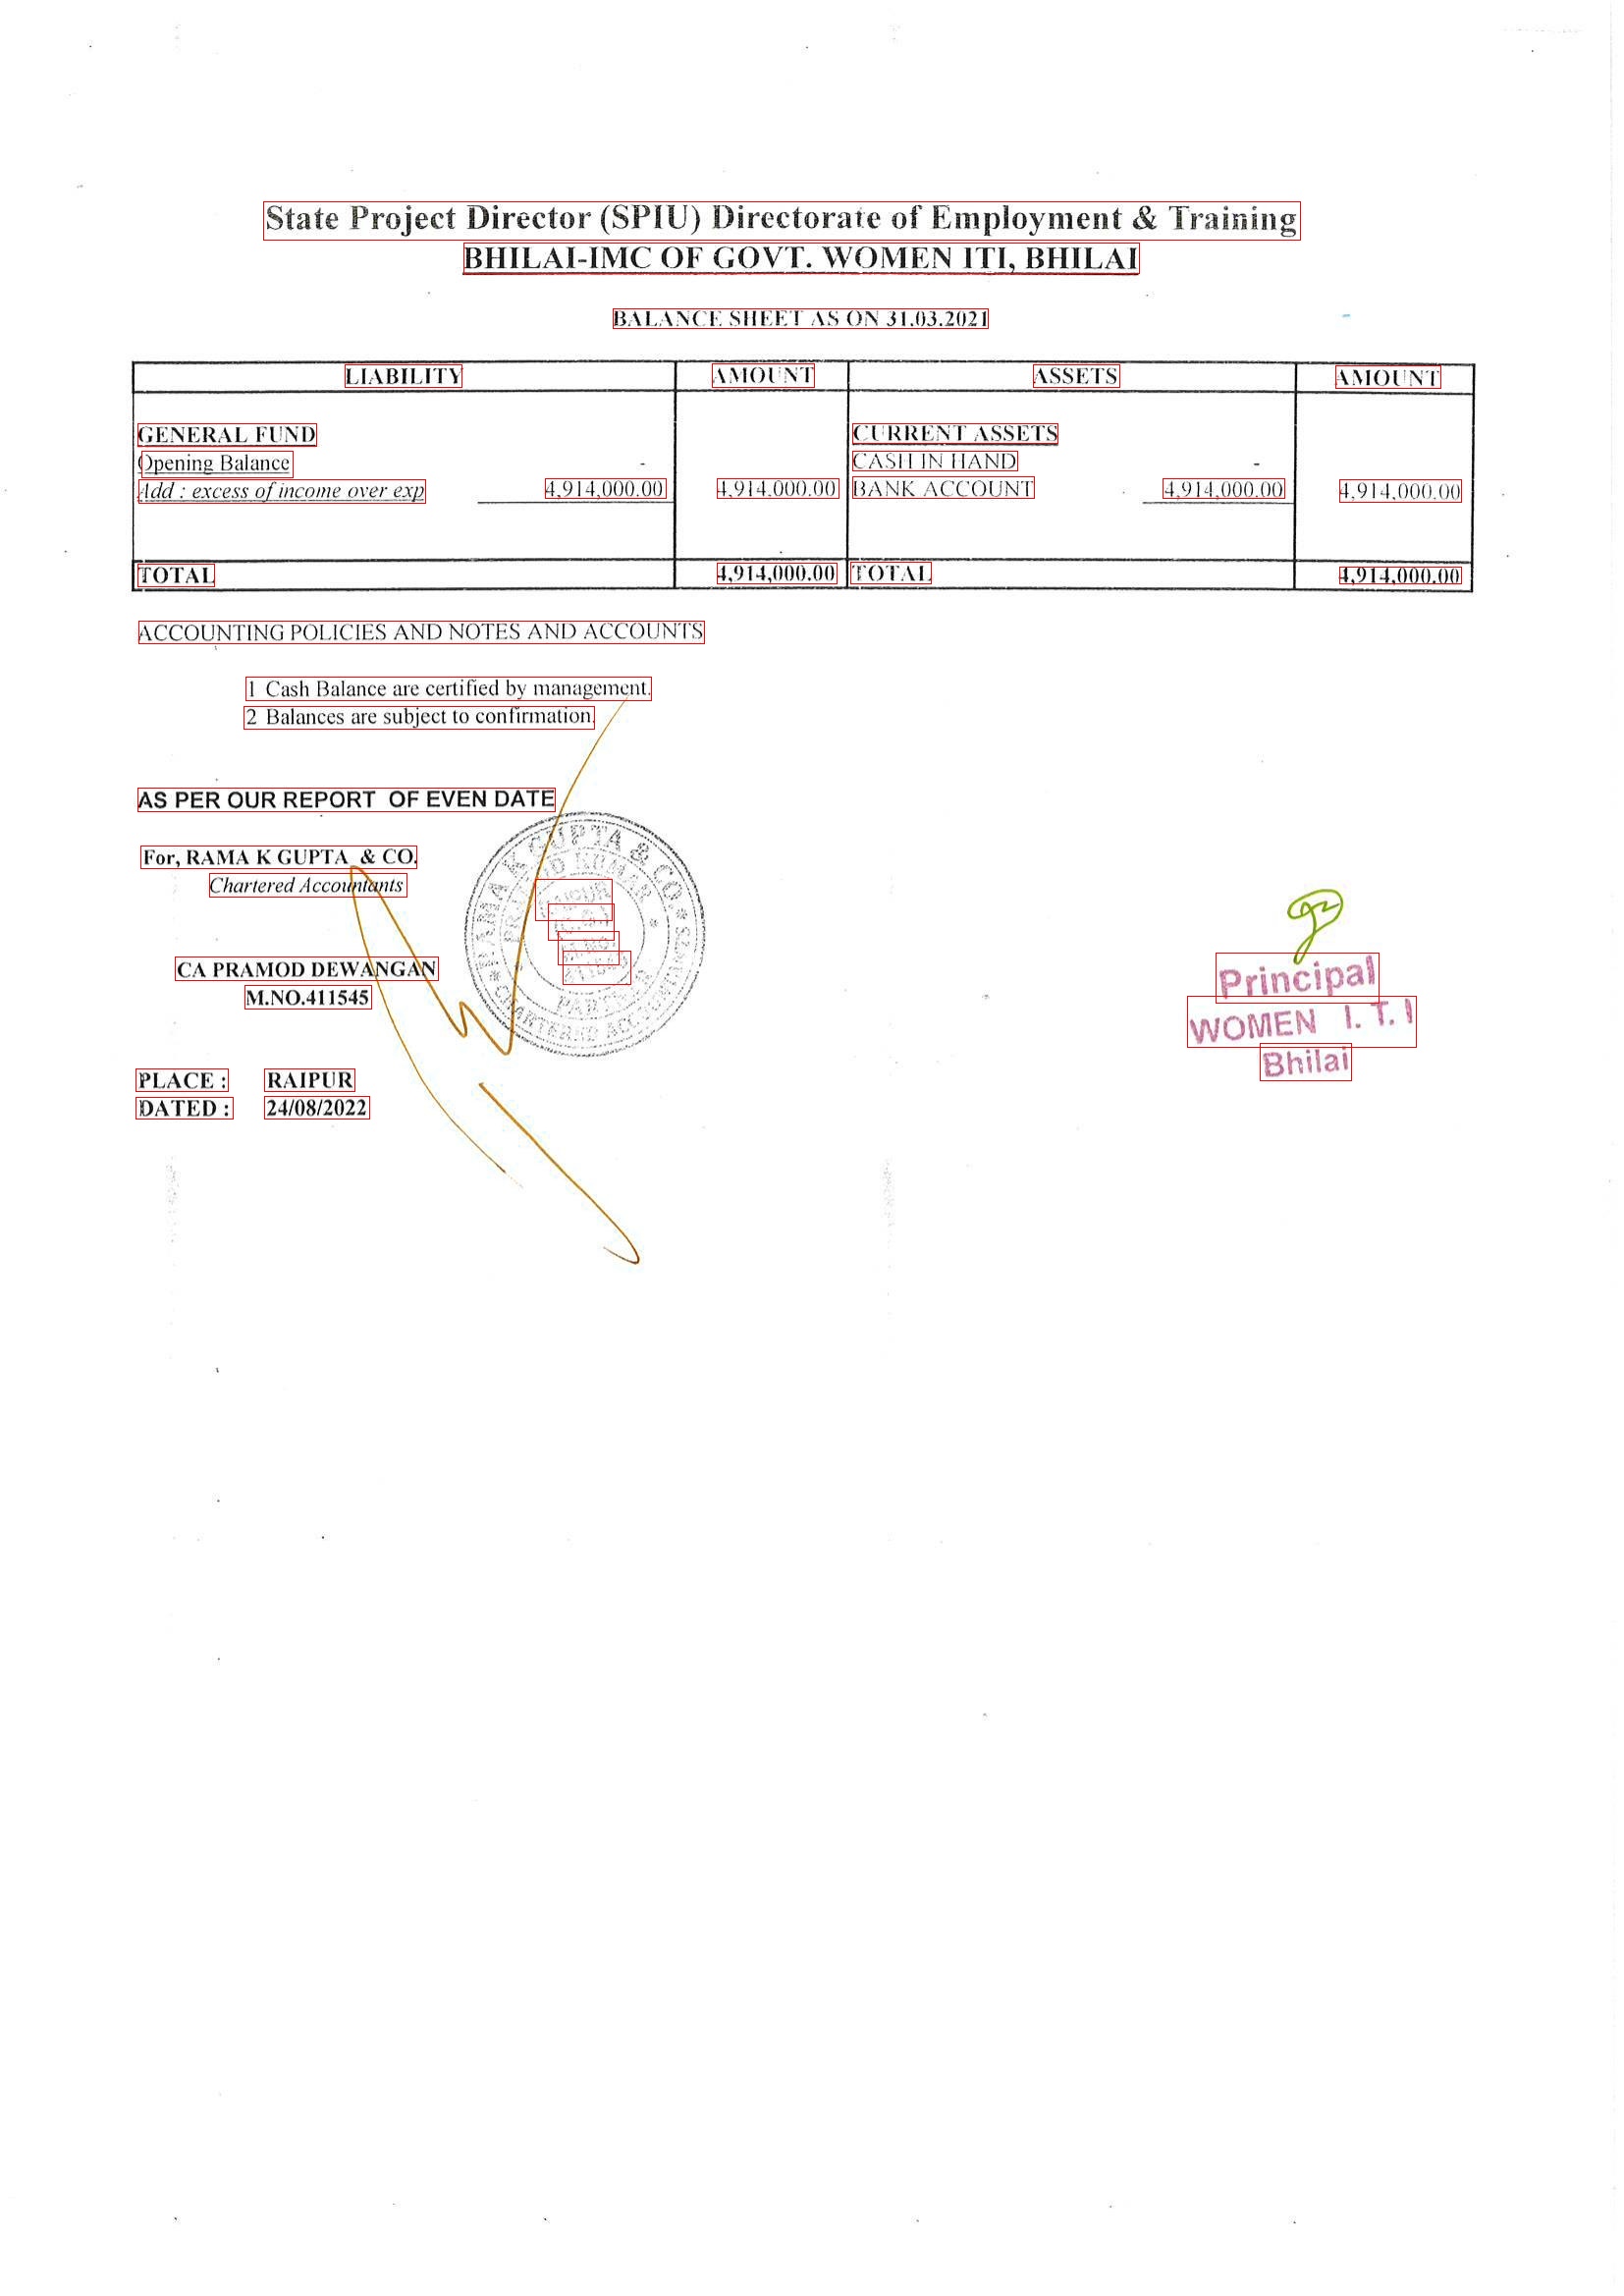 State Project Director (SPIU) Directorate of Employment & Training
BHILAI-IMC OF GOVT. WOMEN ITI, BHILAI
BALANCE SHEET AS ON 31.03.2021
LIABILITY AMOUNT ASSETS AMOUNT
GENERAL FUND CURRENT ASSETS
Opening Balance - CASH IN HAND -
Add : excess of income over exp 4,914,000.00 4,914,000.00 BANK ACCOUNT 4,914,000.00 4,914,000.00
TOTAL 4,914,000.00 TOTAL 4,914,000.00
ACCOUNTING POLICIES AND NOTES AND ACCOUNTS
1 Cash Balance are certified by management.
2 Balances are subject to confirmation.
AS PER OUR REPORT OF EVEN DATE
For, RAMA K GUPTA & CO.
Chartered Accountants
CA PRAMOD DEWANGAN
M.NO.411545
RAMA K GUPTA & CO.
CHARTERED ACCOUNTANTS
PRAMOD KUMAR
RAIPUR
M.NO.
PARTNER
Principal
WOMEN I.T.I
Bhilai
PLACE : RAIPUR
DATED : 24/08/2022